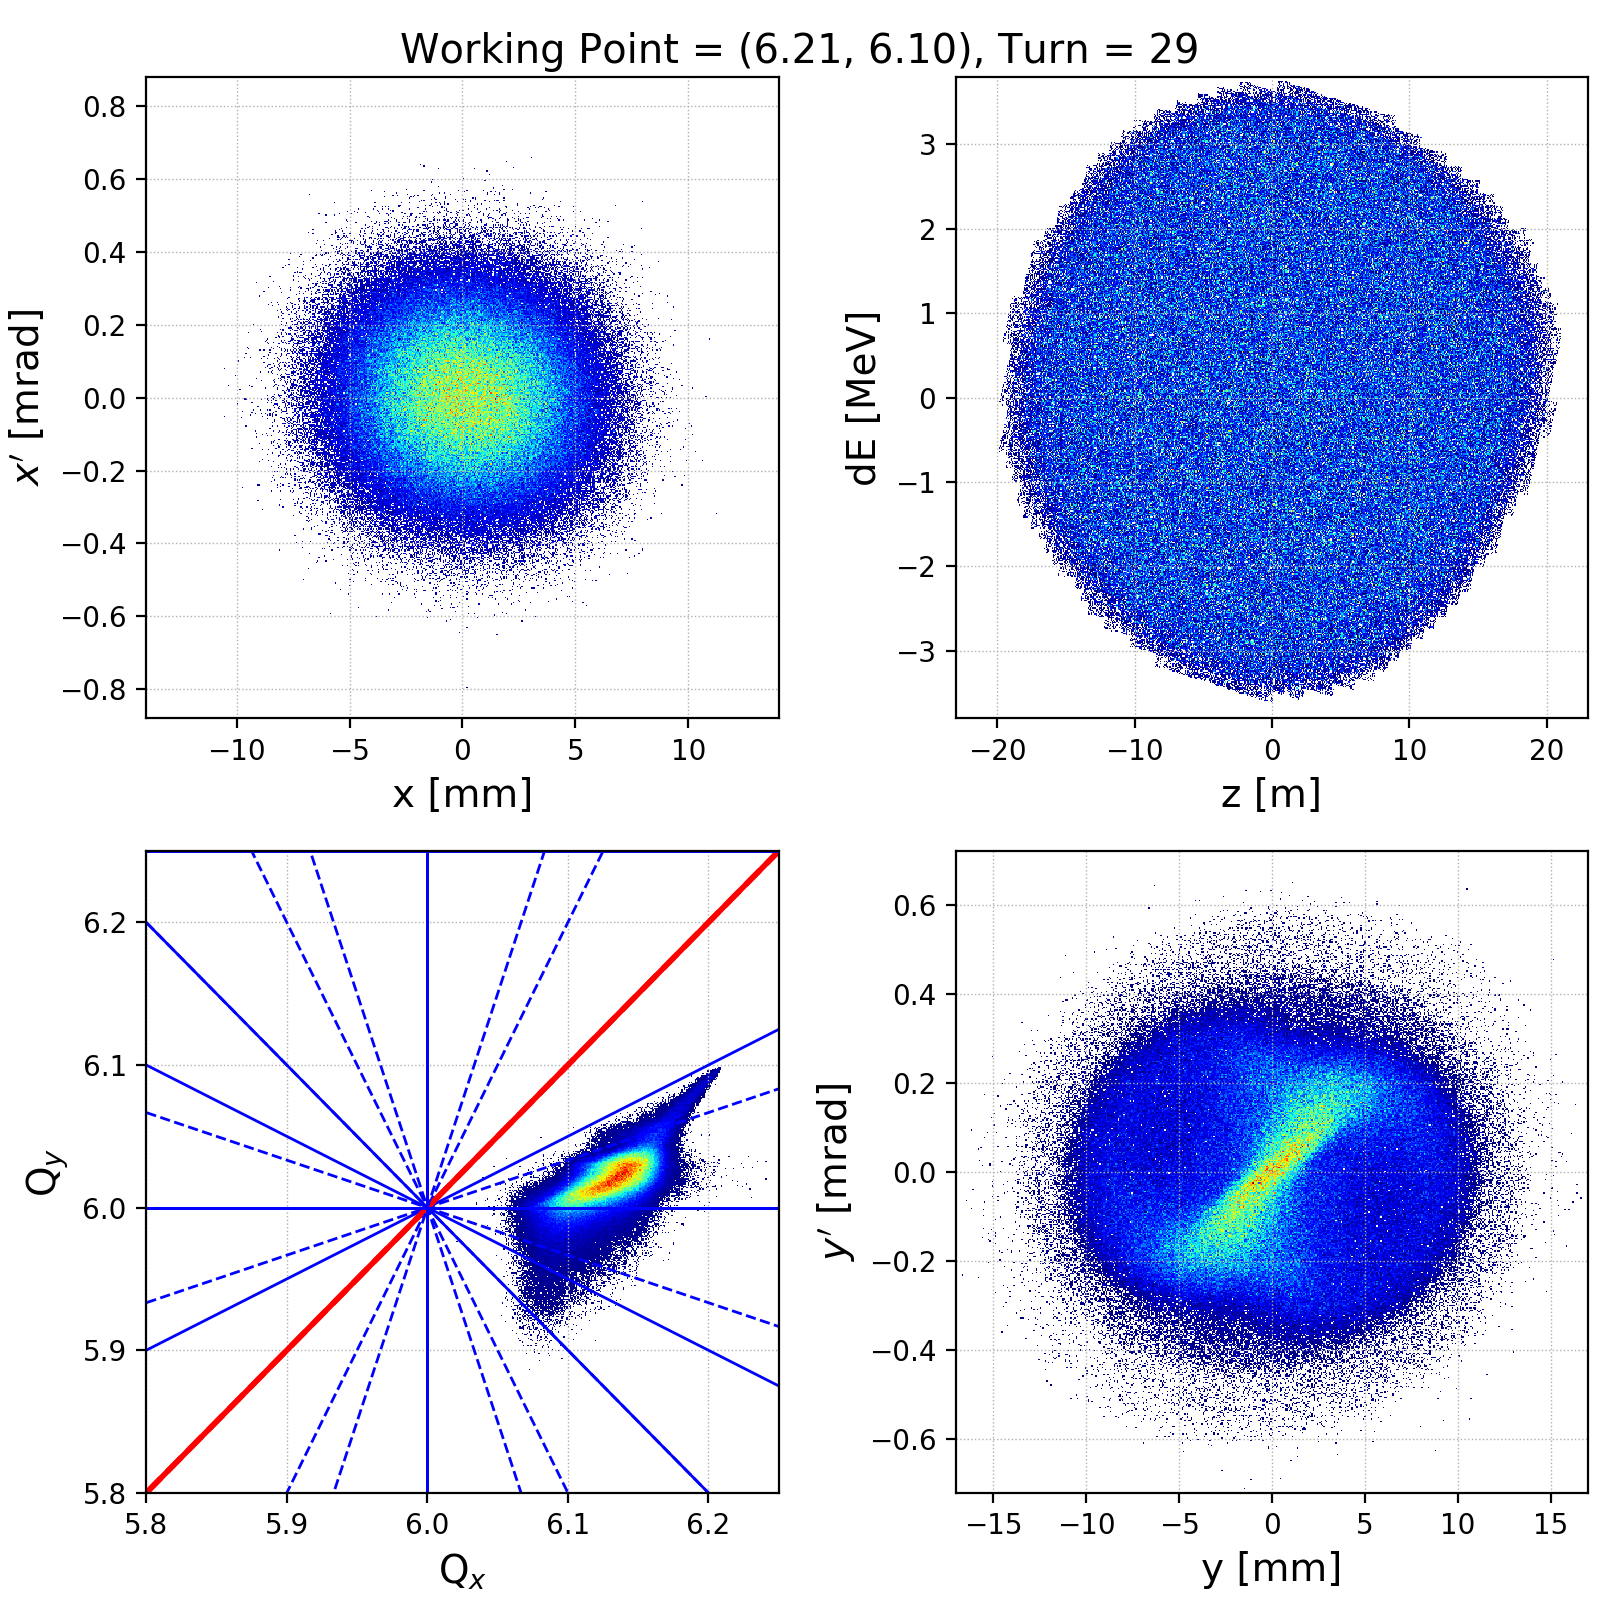 Working Point = (6.21, 6.10), Turn = 29
0.8
0.6
0.4
0.2
0.0
−0.2
−0.4
−0.6
−0.8
x′ [mrad]
−10 −5 0 5 10
x [mm]
3
2
1
0
−1
−2
−3
dE [MeV]
−20 −10 0 10 20
z [m]
6.2
6.1
6.0
5.9
5.8
Qy
5.8 5.9 6.0 6.1 6.2
Qx
0.6
0.4
0.2
0.0
−0.2
−0.4
−0.6
y′ [mrad]
−15 −10 −5 0 5 10 15
y [mm]